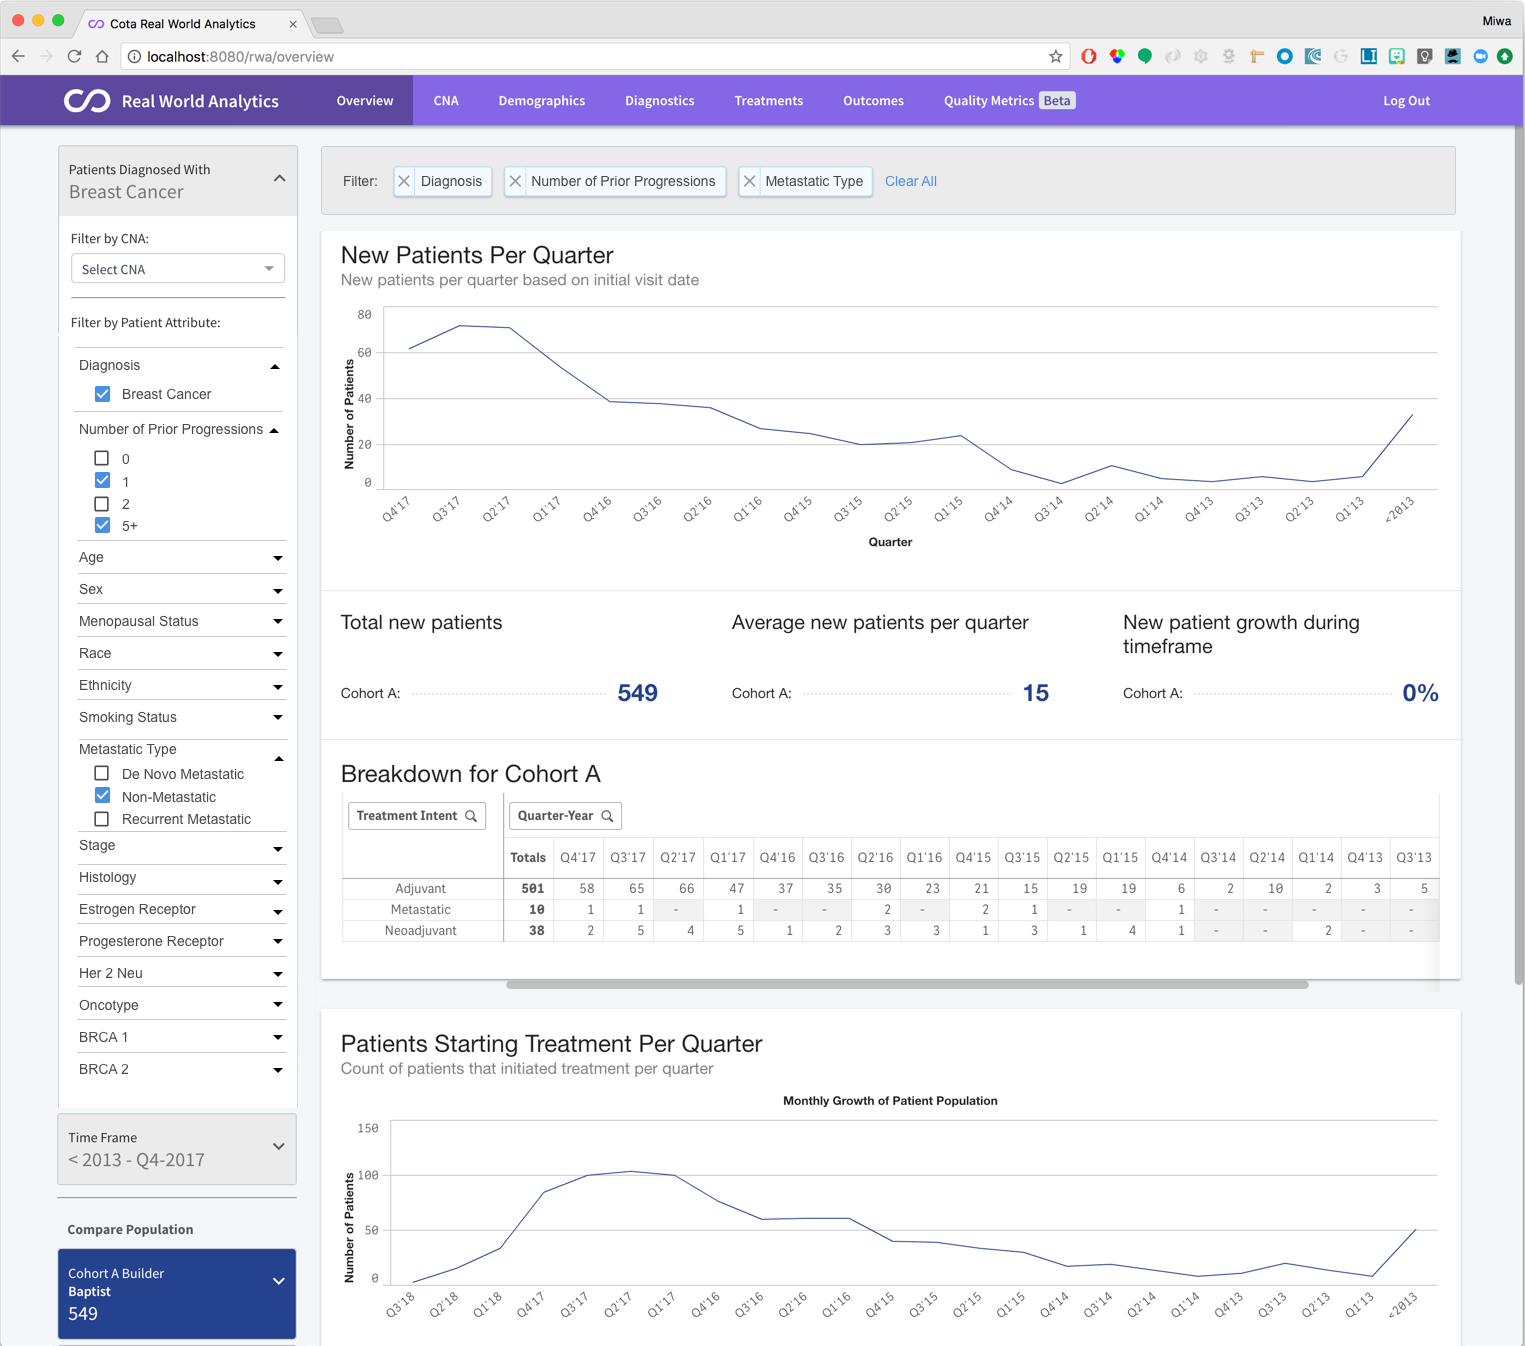 Cota Real World Analytics
Miwa
localhost:8080/rwa/overview
Real World Analytics
Overview
CNA
Demographics
Diagnostics
Treatments
Outcomes
Quality Metrics Beta
Log Out
Patients Diagnosed With
Breast Cancer
Filter by CNA:
Select CNA
Filter by Patient Attribute:
Diagnosis
Breast Cancer
Number of Prior Progressions
0
1
2
5+
Age
Sex
Menopausal Status
Race
Ethnicity
Smoking Status
Metastatic Type
De Novo Metastatic
Non-Metastatic
Recurrent Metastatic
Stage
Histology
Estrogen Receptor
Progesterone Receptor
Her 2 Neu
Oncotype
BRCA 1
BRCA 2
Time Frame
< 2013 - Q4-2017
Compare Population
Cohort A Builder
Baptist
549
Filter: Diagnosis Number of Prior Progressions Metastatic Type Clear All
New Patients Per Quarter
New patients per quarter based on initial visit date
Number of Patients
80
60
40
20
0
Q4'17 Q3'17 Q2'17 Q1'17 Q4'16 Q3'16 Q2'16 Q1'16 Q4'15 Q3'15 Q2'15 Q1'15 Q4'14 Q3'14 Q2'14 Q1'14 Q4'13 Q3'13 Q2'13 Q1'13 <2013
Quarter
Total new patients
Cohort A: 549
Average new patients per quarter
Cohort A: 15
New patient growth during
timeframe
Cohort A: 0%
Breakdown for Cohort A
Treatment Intent Quarter-Year
Totals Q4'17 Q3'17 Q2'17 Q1'17 Q4'16 Q3'16 Q2'16 Q1'16 Q4'15 Q3'15 Q2'15 Q1'15 Q4'14 Q3'14 Q2'14 Q1'14 Q4'13 Q3'13
Adjuvant 501 58 65 66 47 37 35 30 23 21 15 19 19 6 2 10 2 3 5
Metastatic 10 1 1 - 1 - - 2 - 2 1 - - 1 - - - - -
Neoadjuvant 38 2 5 4 5 1 2 3 3 1 3 1 4 1 - - 2 - -
Patients Starting Treatment Per Quarter
Count of patients that initiated treatment per quarter
Monthly Growth of Patient Population
Number of Patients
150
100
50
0
Q3'18 Q2'18 Q1'18 Q4'17 Q3'17 Q2'17 Q1'17 Q4'16 Q3'16 Q2'16 Q1'16 Q4'15 Q3'15 Q2'15 Q1'15 Q4'14 Q3'14 Q2'14 Q1'14 Q4'13 Q3'13 Q2'13 Q1'13 <2013